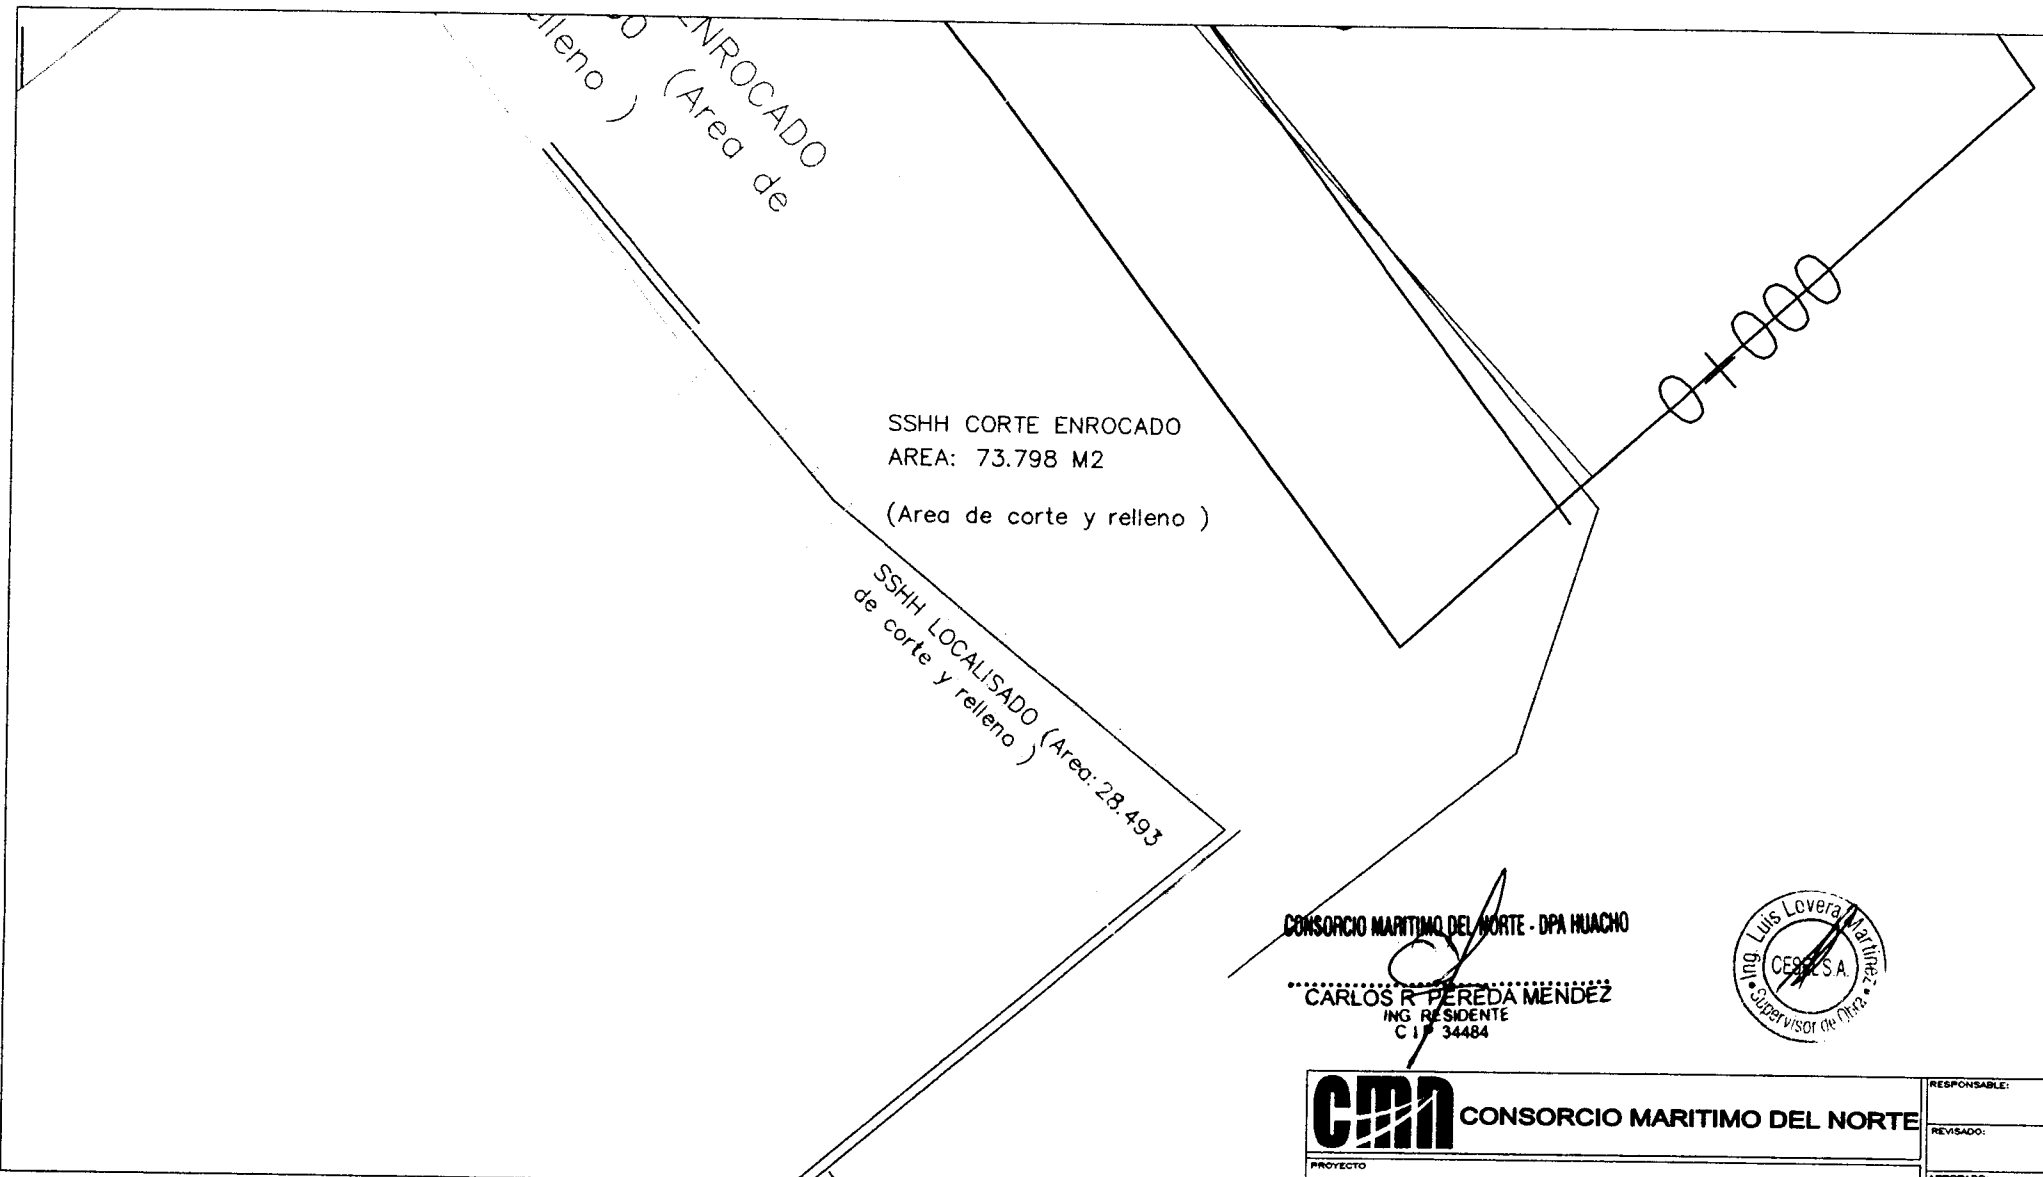 ENROCADO
(Area de
lleno )
SSHH CORTE ENROCADO
AREA: 73.798 M2
(Area de corte y relleno )
SSHH LOCALISADO (Area: 28.493
de corte y relleno )
0+000
CONSORCIO MARITIMO DEL NORTE - DPA HUACHO
CARLOS R PEREDA MENDEZ
ING RESIDENTE
C I P 34484
Ing. Luis Lovera Martinez
CESEL S.A.
Supervisor de Obra
cmn
CONSORCIO MARITIMO DEL NORTE
RESPONSABLE:
REVISADO:
PROYECTO